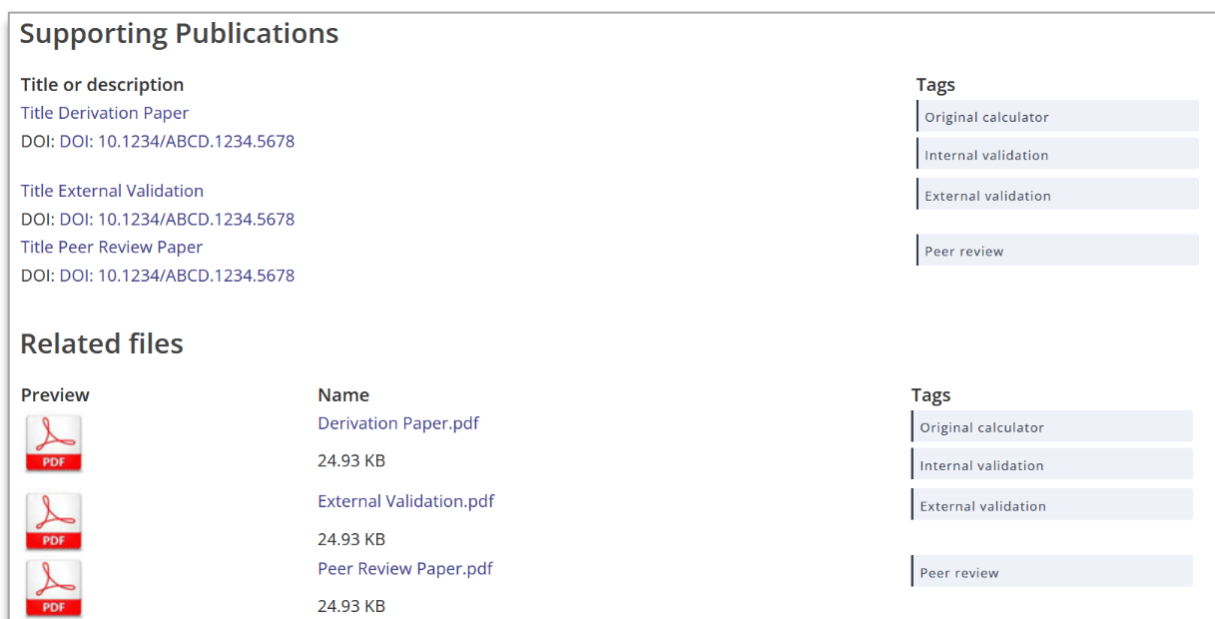 Supporting Publications
Title or description Tags
Title Derivation Paper Original calculator
DOI: DOI: 10.1234/ABCD.1234.5678
Internal validation
Title External Validation External validation
DOI: DOI: 10.1234/ABCD.1234.5678
Title Peer Review Paper Peer review
DOI: DOI: 10.1234/ABCD.1234.5678
Related files
Preview Name Tags
Derivation Paper.pdf Original calculator
PDF 24.93 KB Internal validation
External Validation.pdf External validation
PDF 24.93 KB
Peer Review Paper.pdf Peer review
PDF 24.93 KB